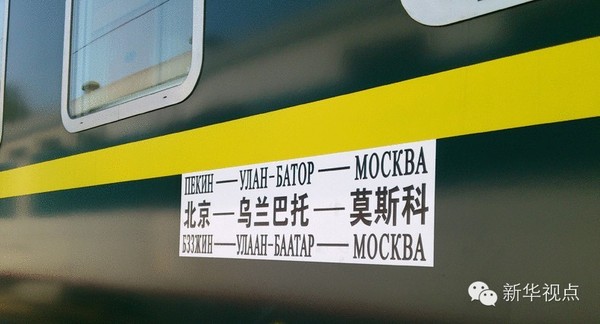 ПЕКИН — УЛАН-БАТОР — МОСКВА
北京 — 乌兰巴托 — 莫斯科
БЗЗЖИН — УЛААН-БААТАР — МОСКВА
新华视点